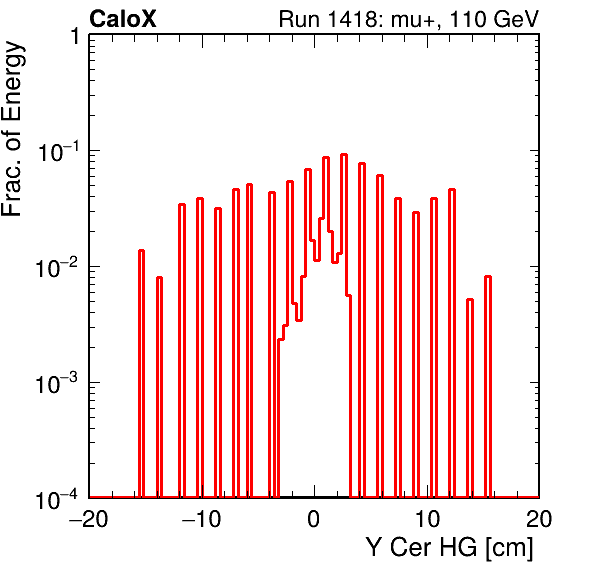 CaloX Run 1418: mu+, 110 GeV
Frac. of Energy
1
10⁻¹
10⁻²
10⁻³
10⁻⁴
−20 −10 0 10 20
Y Cer HG [cm]